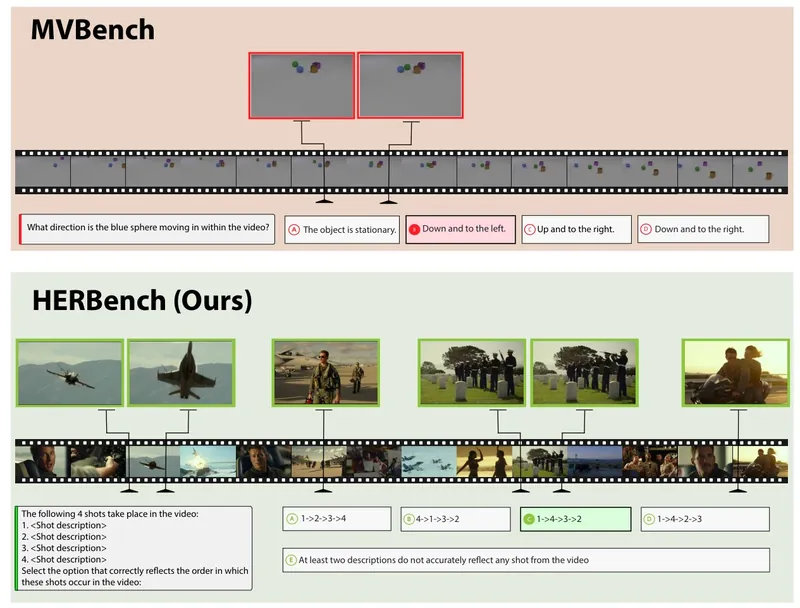 MVBench
What direction is the blue sphere moving in within the video?
A The object is stationary.
Down and to the left.
C Up and to the right.
D Down and to the right.
HERBench (Ours)
The following 4 shots take place in the video:
1. <Shot description>
2. <Shot description>
3. <Shot description>
4. <Shot description>
Select the option that correctly reflects the order in which
these shots occur in the video:
A 1->2->3->4
B 4->1->3->2
C 1->4->3->2
D 1->4->2->3
E At least two descriptions do not accurately reflect any shot from the video